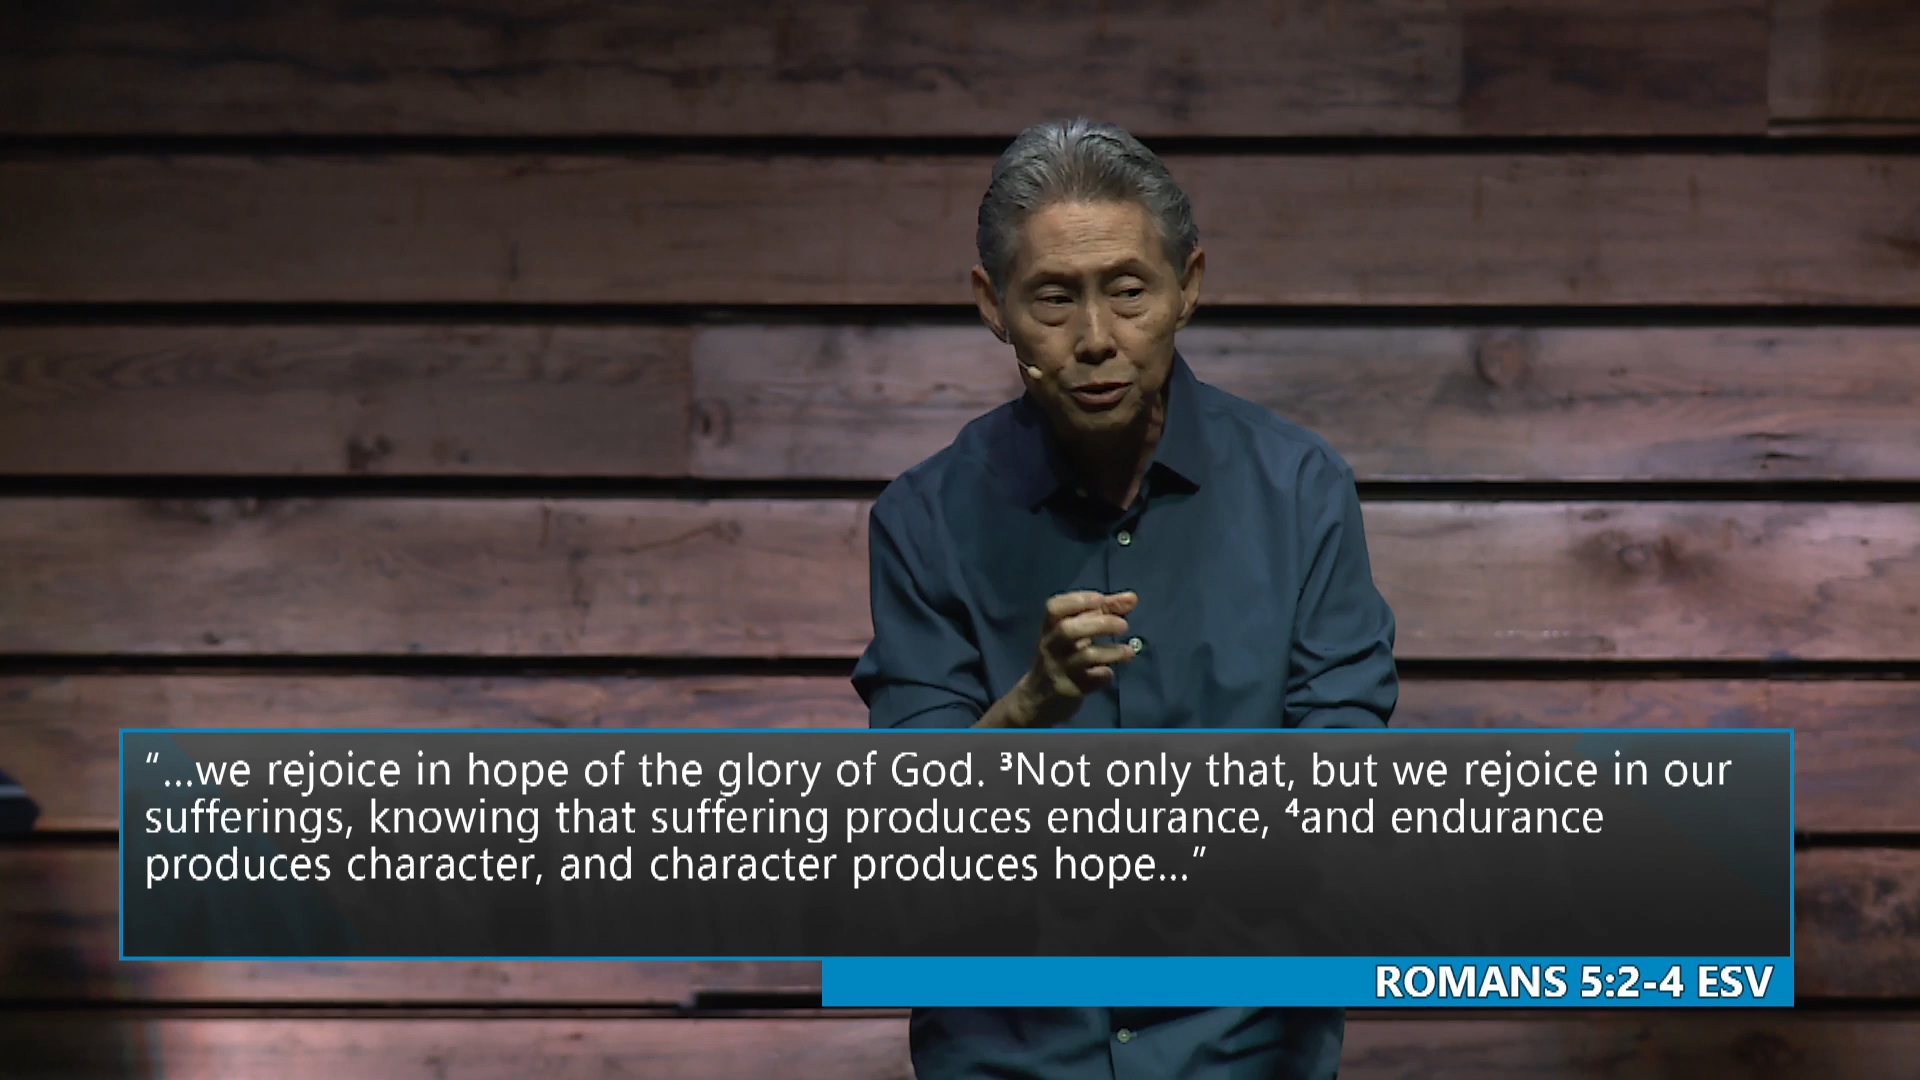 “...we rejoice in hope of the glory of God. ³Not only that, but we rejoice in our
sufferings, knowing that suffering produces endurance, ⁴and endurance
produces character, and character produces hope...”
ROMANS 5:2-4 ESV